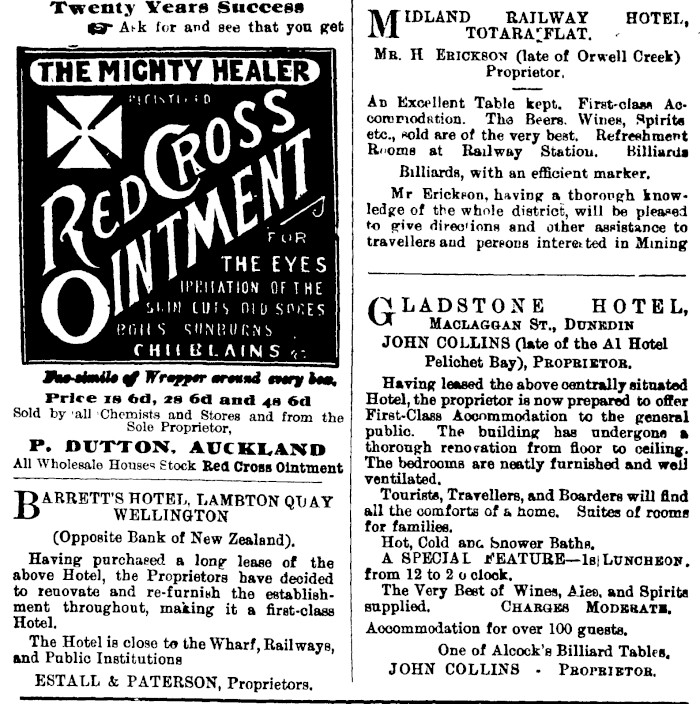 Twenty Years Success
Ask for and see that you get
THE MIGHTY HEALER
REGISTERED
RED CROSS
OINTMENT
FOR
THE EYES
IRRITATION OF THE
SKIN CUTS OLD SORES
BOILS SUNBURNS
CHILBLAINS &c
Fac-simile of Wrapper around every box.
Price 1s 6d, 2s 6d and 4s 6d
Sold by all Chemists and Stores and from the
Sole Proprietor,
P. DUTTON, AUCKLAND
All Wholesale Houses Stock Red Cross Ointment
BARRETT'S HOTEL, LAMBTON QUAY
WELLINGTON
(Opposite Bank of New Zealand).
Having purchased a long lease of the
above Hotel, the Proprietors have decided
to renovate and re-furnish the establish-
ment throughout, making it a first-class
Hotel.
The Hotel is close to the Wharf, Railways,
and Public Institutions
ESTALL & PATERSON, Proprietors.
MIDLAND RAILWAY HOTEL,
TOTARA FLAT.
MR. H ERICKSON (late of Orwell Creek)
Proprietor.
An Excellent Table kept. First-class Ac-
commodation. The Beers, Wines, Spirits
etc., sold are of the very best. Refreshment
Rooms at Railway Station. Billiards
Billiards, with an efficient marker.
Mr Erickson, having a thorough know-
ledge of the whole district, will be pleased
to give directions and other assistance to
travellers and persons interested in Mining
GLADSTONE HOTEL,
MACLAGGAN ST., DUNEDIN
JOHN COLLINS (late of the A1 Hotel
Pelichet Bay), PROPRIETOR.
Having leased the above centrally situated
Hotel, the proprietor is now prepared to offer
First-Class Accommodation to the general
public. The building has undergone a
thorough renovation from floor to ceiling.
The bedrooms are neatly furnished and well
ventilated.
Tourists, Travellers, and Boarders will find
all the comforts of a home. Suites of rooms
for families.
Hot, Cold and Shower Baths.
A SPECIAL FEATURE—1s LUNCHEON,
from 12 to 2 o clock.
The Very Best of Wines, Ales, and Spirits
supplied. CHARGES MODERATE.
Accommodation for over 100 guests.
One of Alcock's Billiard Tables.
JOHN COLLINS - PROPRIETOR.